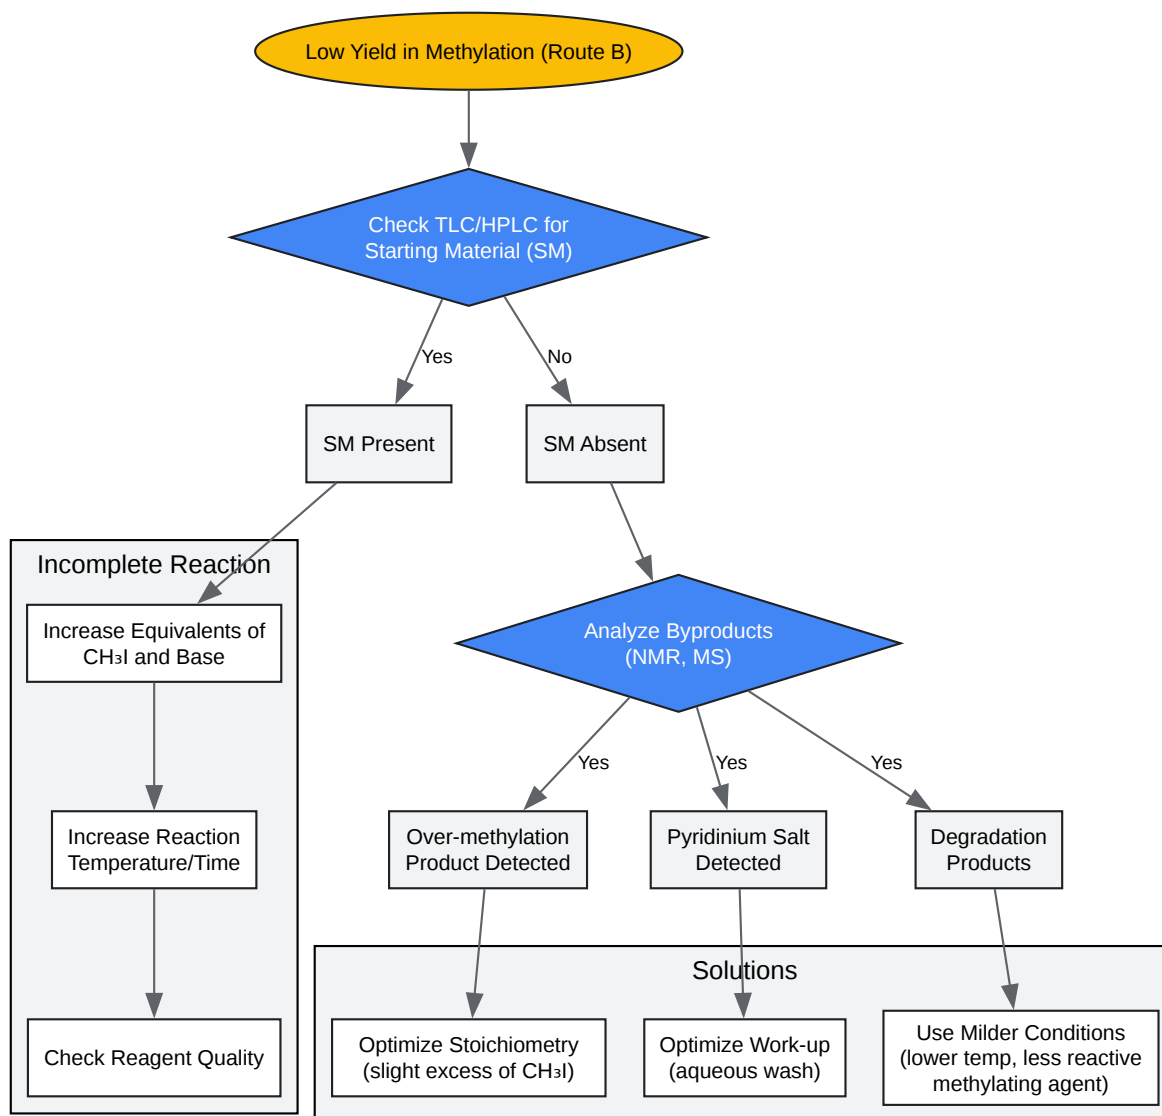 Low Yield in Methylation (Route B)
Check TLC/HPLC for
Starting Material (SM)
Yes
No
SM Present
SM Absent
Incomplete Reaction
Increase Equivalents of
CH₃I and Base
Analyze Byproducts
(NMR, MS)
Yes
Yes
Yes
Increase Reaction
Temperature/Time
Over-methylation
Product Detected
Pyridinium Salt
Detected
Degradation
Products
Solutions
Check Reagent Quality
Optimize Stoichiometry
(slight excess of CH₃I)
Optimize Work-up
(aqueous wash)
Use Milder Conditions
(lower temp, less reactive
methylating agent)